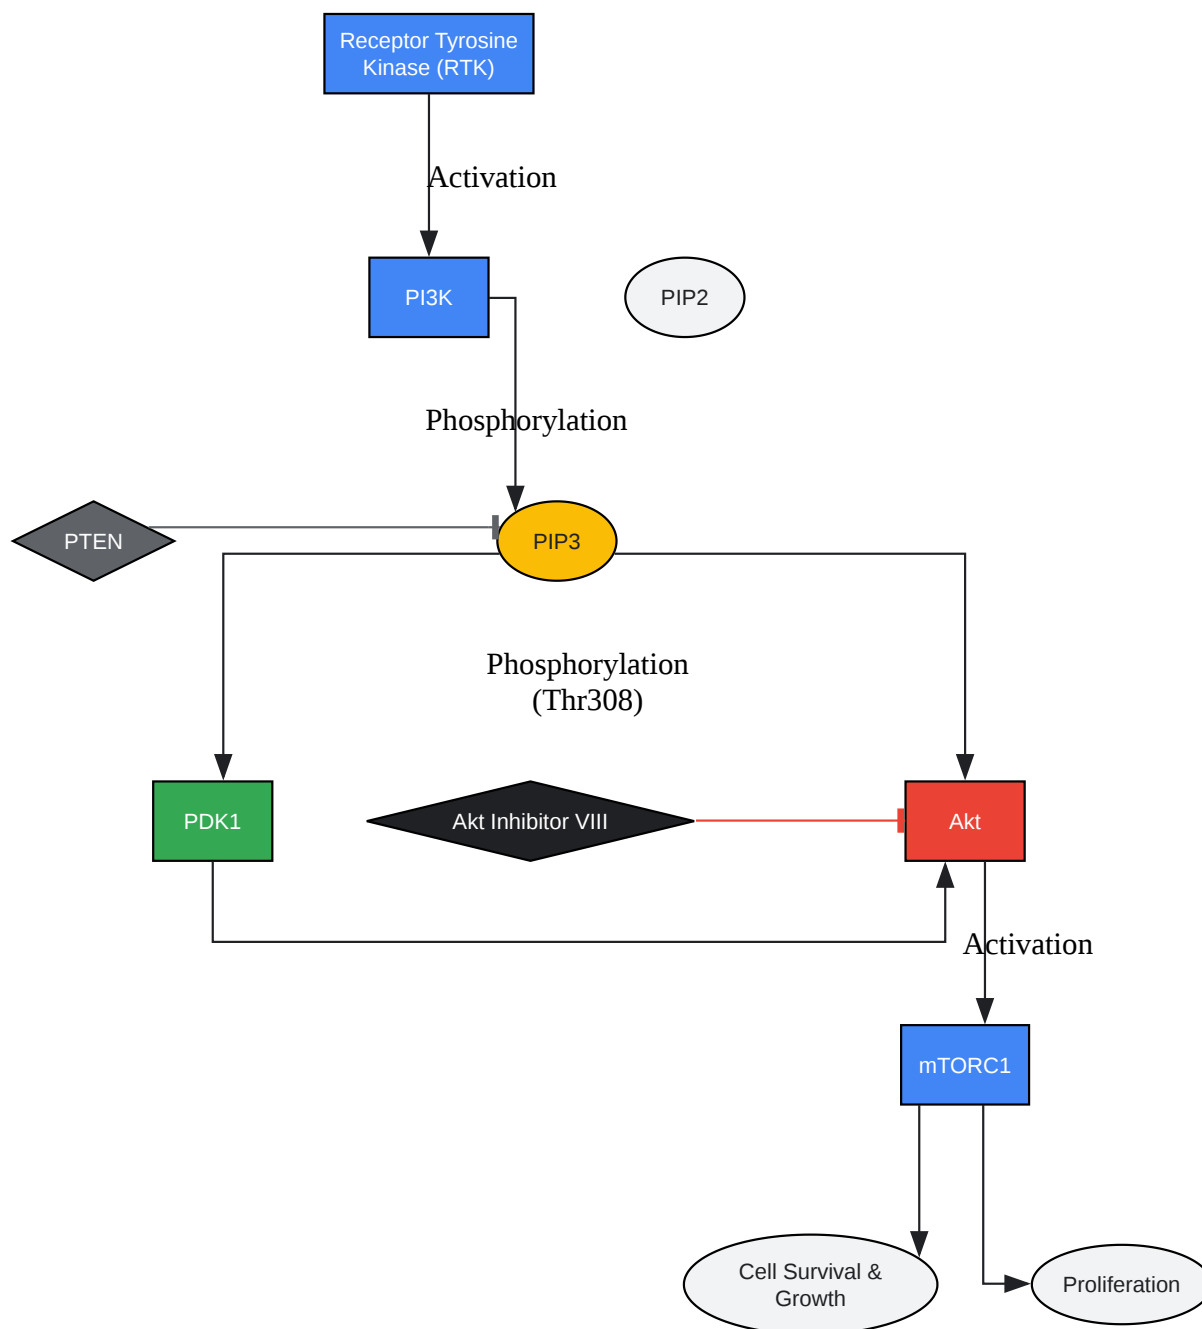 Receptor Tyrosine
Kinase (RTK)
Activation
PI3K
PIP2
Phosphorylation
PTEN
PIP3
Phosphorylation
(Thr308)
PDK1
Akt Inhibitor VIII
Akt
Activation
mTORC1
Cell Survival &
Growth
Proliferation